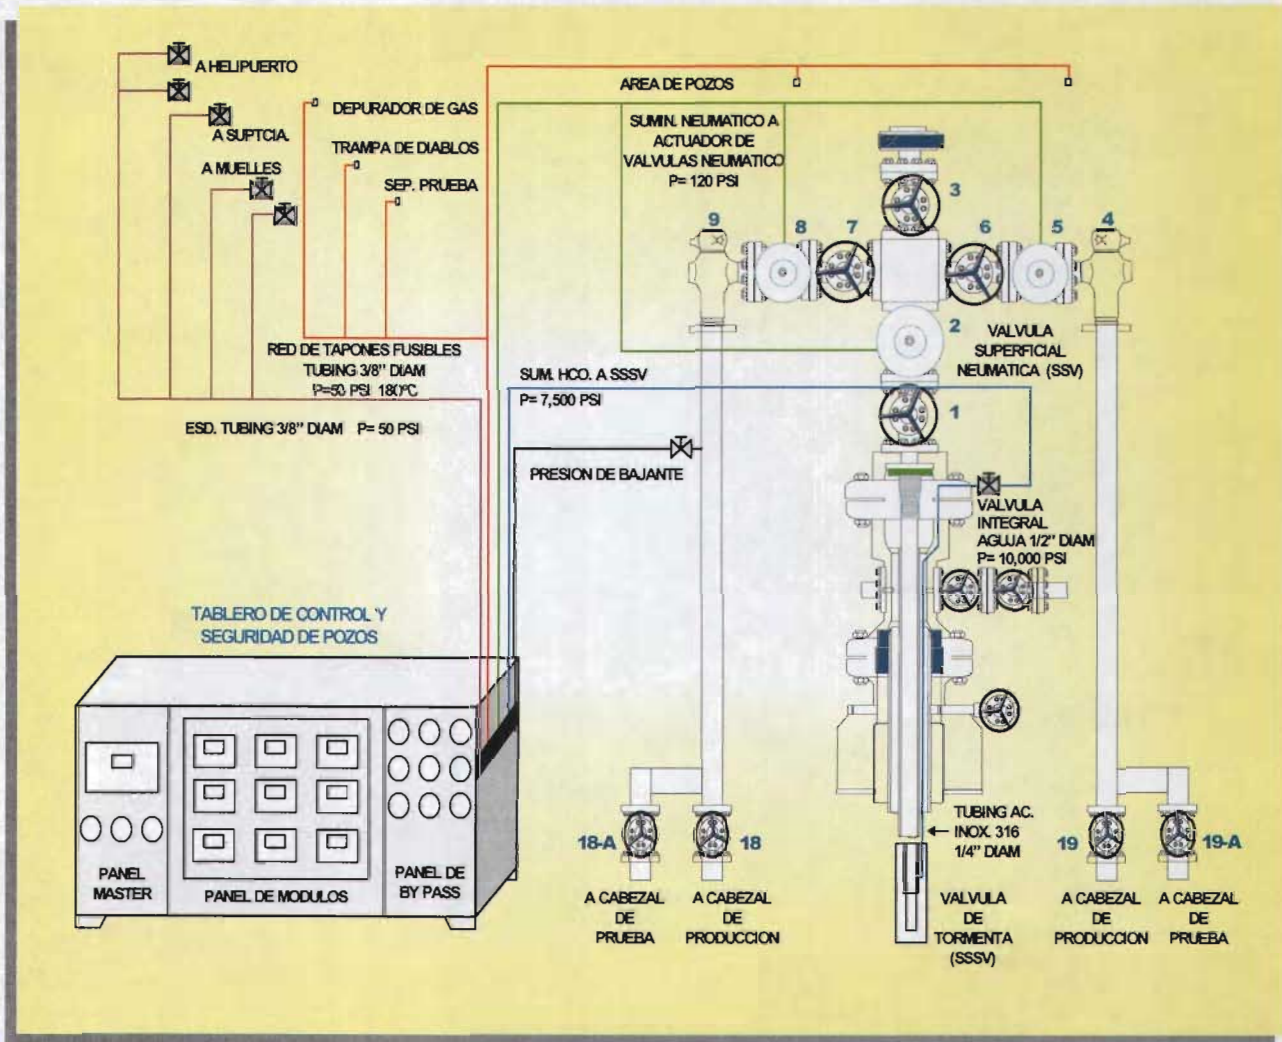 A HELIPUERTO
A SUPTCIA.
A MUELLES
DEPURADOR DE GAS
TRAMPA DE DIABLOS
SEP. PRUEBA
AREA DE POZOS
SUMIN. NEUMATICO A
ACTUADOR DE
VALVULAS NEUMATICO
P= 120 PSI
3
9
8
7
6
5
4
2
VALVULA
SUPERFICIAL
NEUMATICA (SSV)
RED DE TAPONES FUSIBLES
TUBING 3/8" DIAM
P=50 PSI 180ºC
SUM. HCO. A SSSV
P= 7,500 PSI
1
ESD. TUBING 3/8" DIAM P= 50 PSI
PRESION DE BAJANTE
VALVULA
INTEGRAL
AGUJA 1/2" DIAM
P= 10,000 PSI
TABLERO DE CONTROL Y
SEGURIDAD DE POZOS
PANEL
MASTER
PANEL DE MODULOS
PANEL DE
BY PASS
TUBING AC.
INOX. 316
1/4" DIAM
18-A
18
19
19-A
A CABEZAL
DE
PRUEBA
A CABEZAL
DE
PRODUCCION
VALVULA
DE
TORMENTA
(SSSV)
A CABEZAL
DE
PRODUCCION
A CABEZAL
DE
PRUEBA